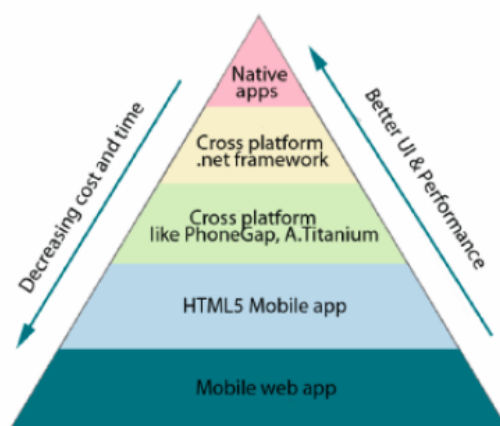 Native
apps
Cross platform
.net framework
Cross platform
like PhoneGap, A.Titanium
HTML5 Mobile app
Mobile web app
Decreasing cost and time
Better UI & Performance